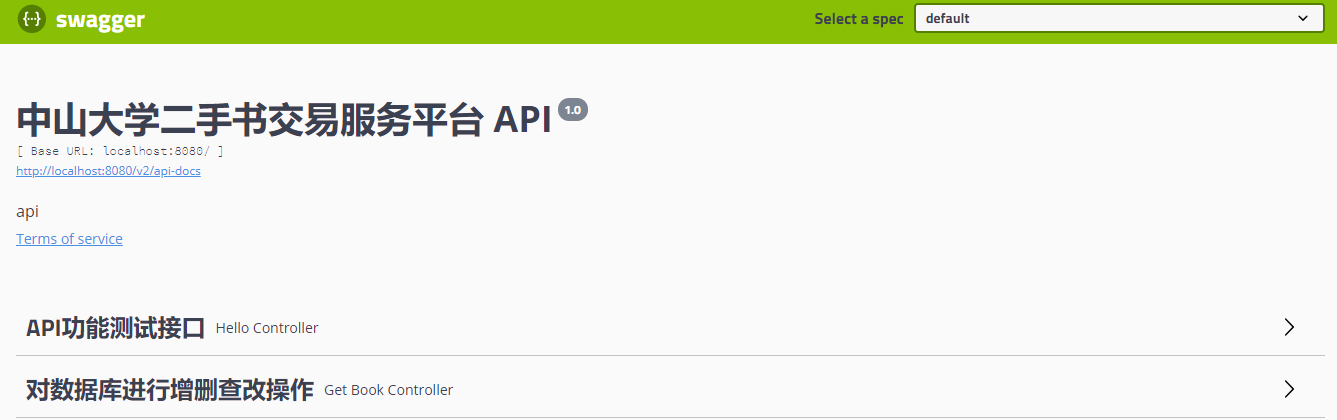 swagger
Select a spec default
中山大学二手书交易服务平台 API 1.0
[ Base URL: localhost:8080/ ]
http://localhost:8080/v2/api-docs
api
Terms of service
API功能测试接口 Hello Controller
对数据库进行增删查改操作 Get Book Controller